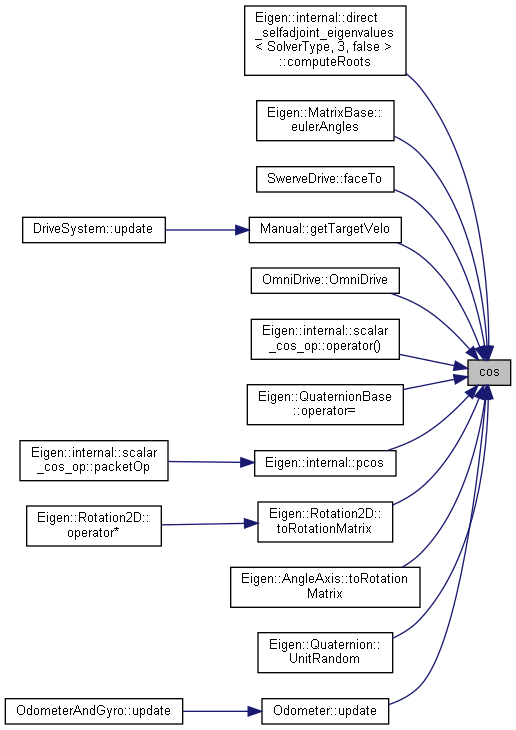 Eigen::internal::direct
_selfadjoint_eigenvalues
< SolverType, 3, false >
::computeRoots
Eigen::MatrixBase::
eulerAngles
SwerveDrive::faceTo
DriveSystem::update
Manual::getTargetVelo
OmniDrive::OmniDrive
Eigen::internal::scalar
_cos_op::operator()
cos
Eigen::QuaternionBase
::operator=
Eigen::internal::scalar
_cos_op::packetOp
Eigen::internal::pcos
Eigen::Rotation2D::
operator*
Eigen::Rotation2D::
toRotationMatrix
Eigen::AngleAxis::toRotation
Matrix
Eigen::Quaternion::
UnitRandom
OdometerAndGyro::update
Odometer::update